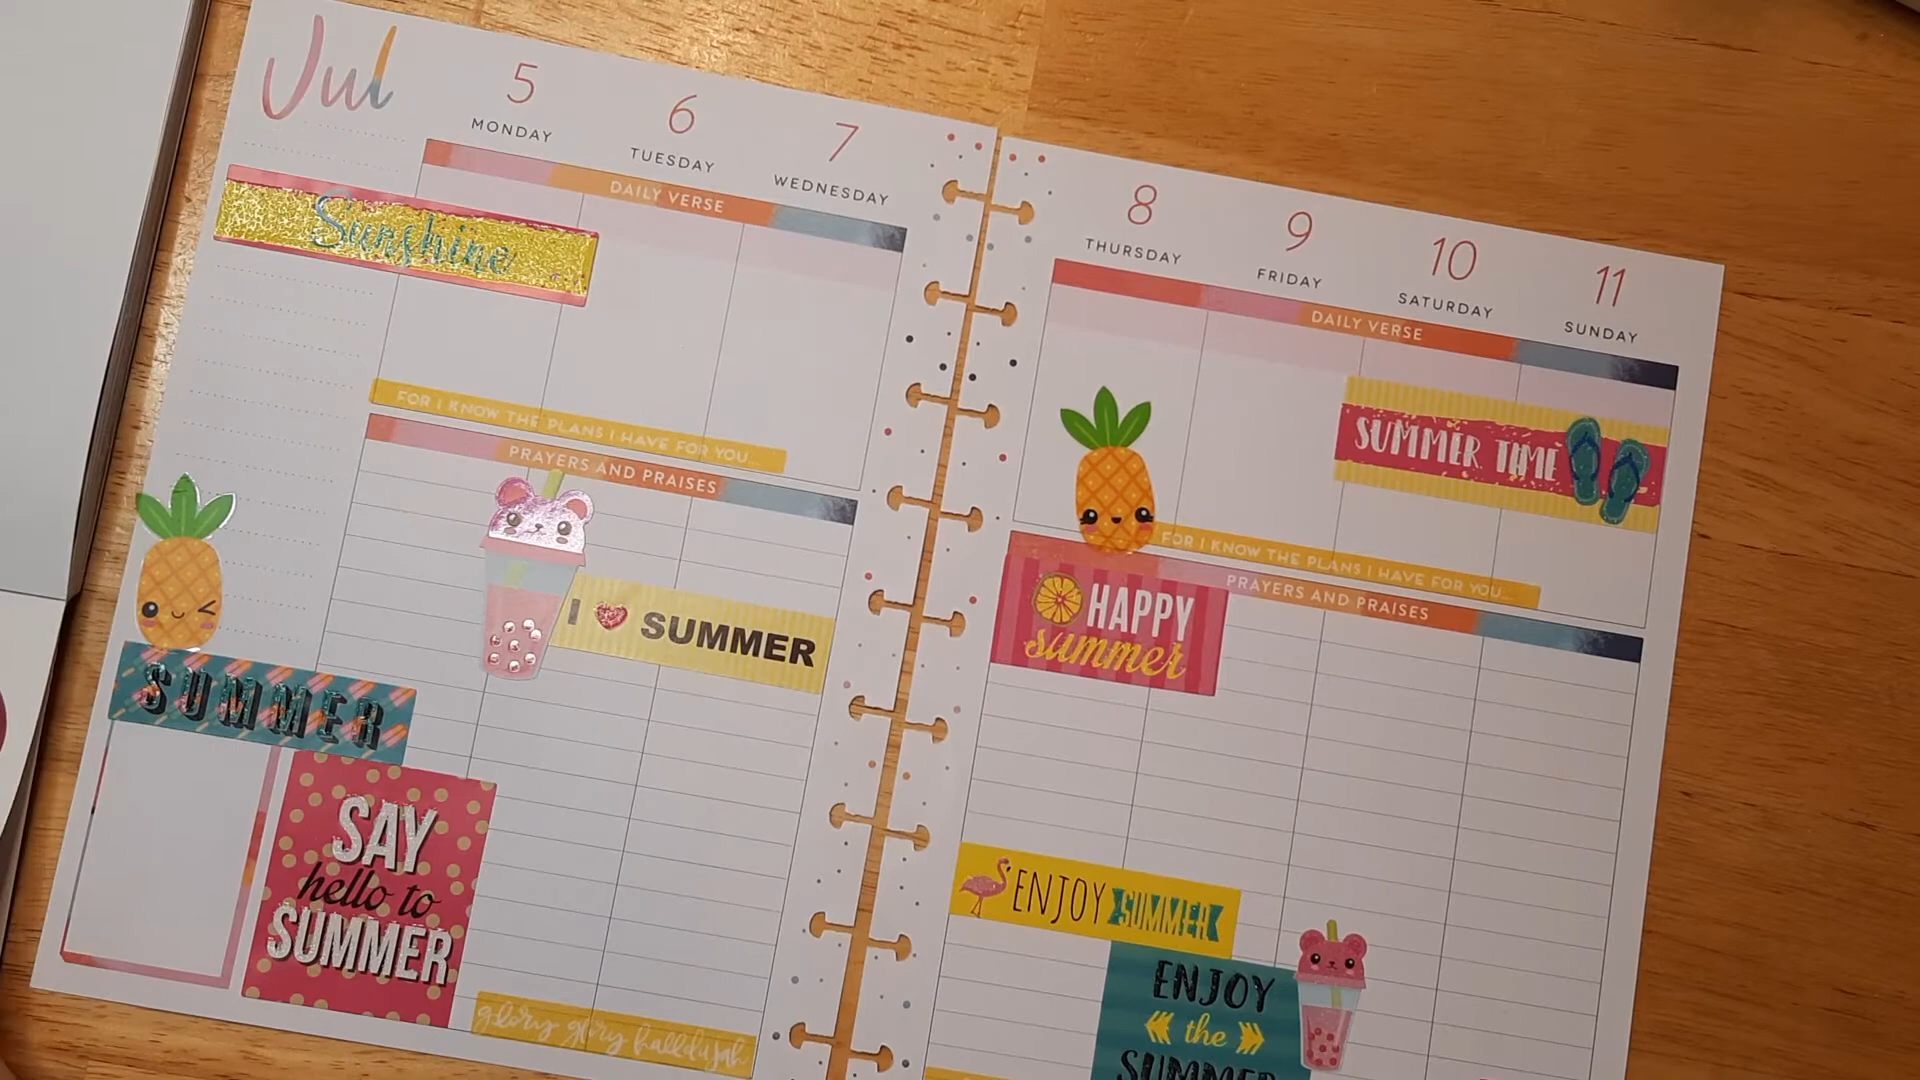 Jul
5
MONDAY
6
TUESDAY
7
WEDNESDAY
DAILY VERSE
Sunshine
FOR I KNOW THE PLANS I HAVE FOR YOU...
PRAYERS AND PRAISES
I SUMMER
SUMMER
SAY
hello to
SUMMER
glory glory hallelujah
8
THURSDAY
9
FRIDAY
10
SATURDAY
11
SUNDAY
DAILY VERSE
SUMMER TIME
FOR I KNOW THE PLANS I HAVE FOR YOU...
PRAYERS AND PRAISES
HAPPY
summer
ENJOY SUMMER
ENJOY
the
SUMMER